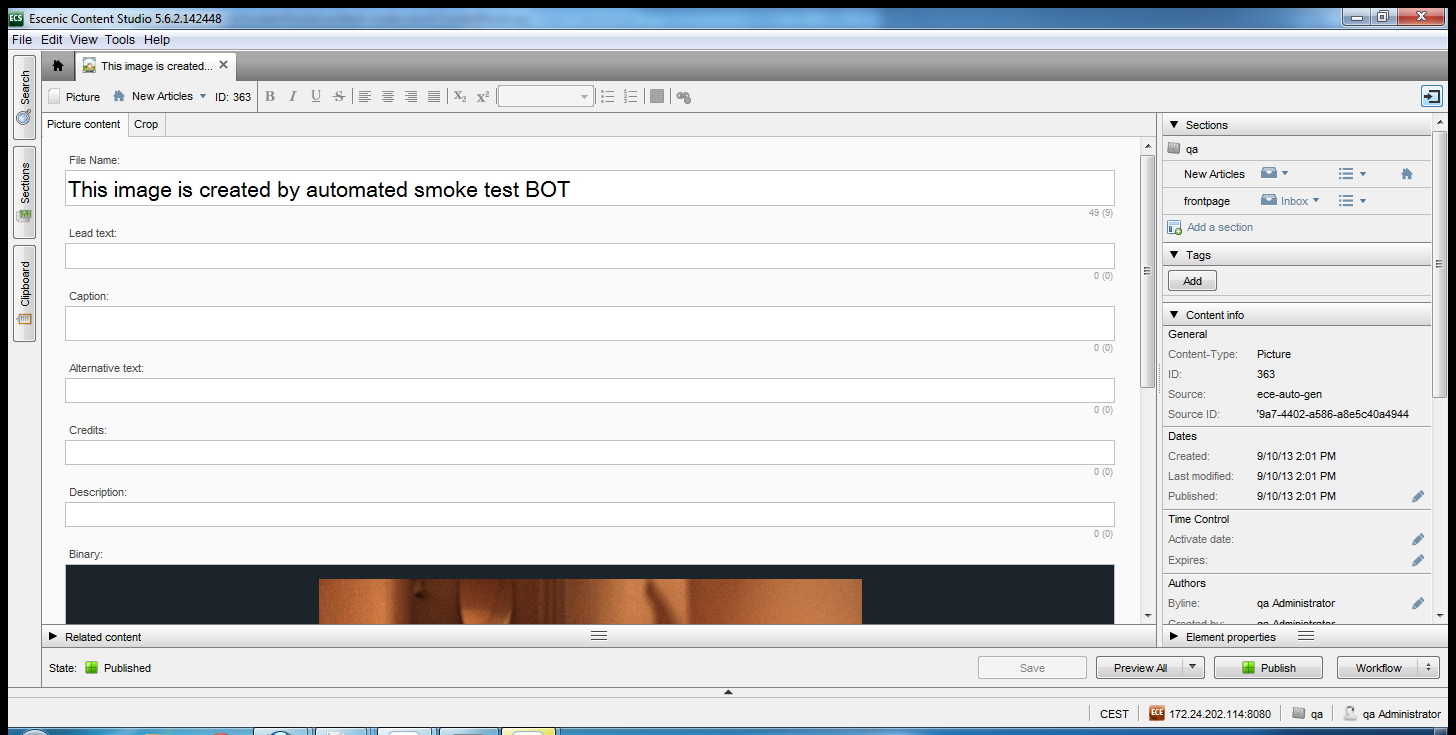 ECS Escenic Content Studio 5.6.2.142448
File Edit View Tools Help
Search
Sections
Clipboard
This image is created...
Picture New Articles ID: 363 B I U S X2 X2
Picture content Crop
File Name:
This image is created by automated smoke test BOT
49 (9)
Lead text:
0 (0)
Caption:
0 (0)
Alternative text:
0 (0)
Credits:
0 (0)
Description:
0 (0)
Binary:
Related content
State: Published
Save Preview All Publish Workflow
Sections
qa
New Articles
frontpage Inbox
Add a section
Tags
Add
Content info
General
Content-Type: Picture
ID: 363
Source: ece-auto-gen
Source ID: '9a7-4402-a586-a8e5c40a4944
Dates
Created: 9/10/13 2:01 PM
Last modified: 9/10/13 2:01 PM
Published: 9/10/13 2:01 PM
Time Control
Activate date:
Expires:
Authors
Byline: qa Administrator
Created by: qa Administrator
Element properties
CEST ECE 172.24.202.114:8080 qa qa Administrator